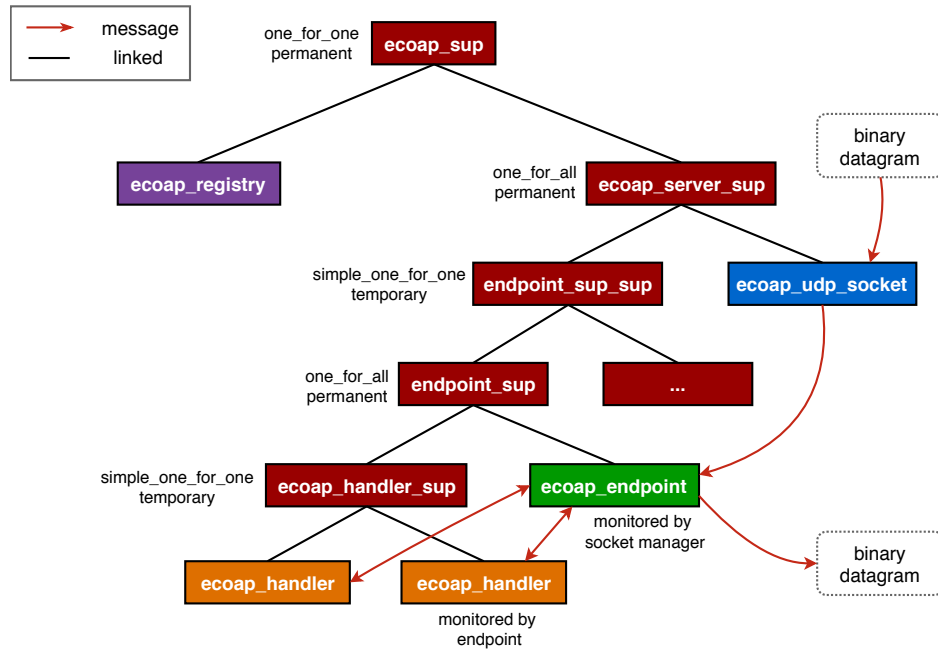 message
linked
one_for_one
permanent
ecoap_sup
binary
datagram
ecoap_registry
one_for_all
permanent
ecoap_server_sup
simple_one_for_one
temporary
endpoint_sup_sup
ecoap_udp_socket
one_for_all
permanent
endpoint_sup
...
simple_one_for_one
temporary
ecoap_handler_sup
ecoap_endpoint
monitored by
socket manager
binary
datagram
ecoap_handler
ecoap_handler
monitored by
endpoint